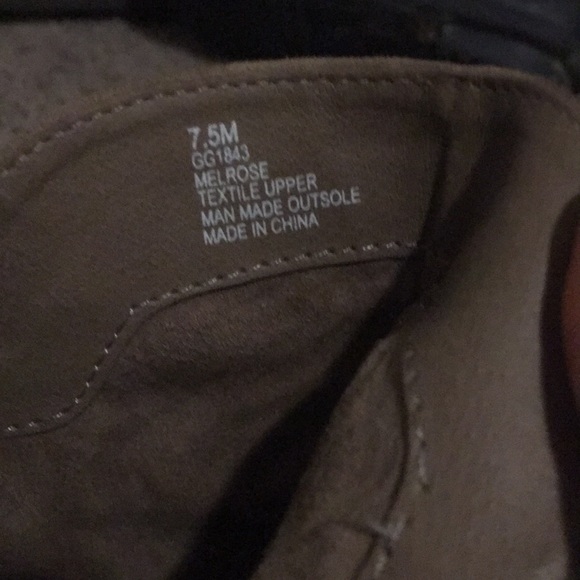 7.5M
GG1843
MELROSE
TEXTILE UPPER
MAN MADE OUTSOLE
MADE IN CHINA